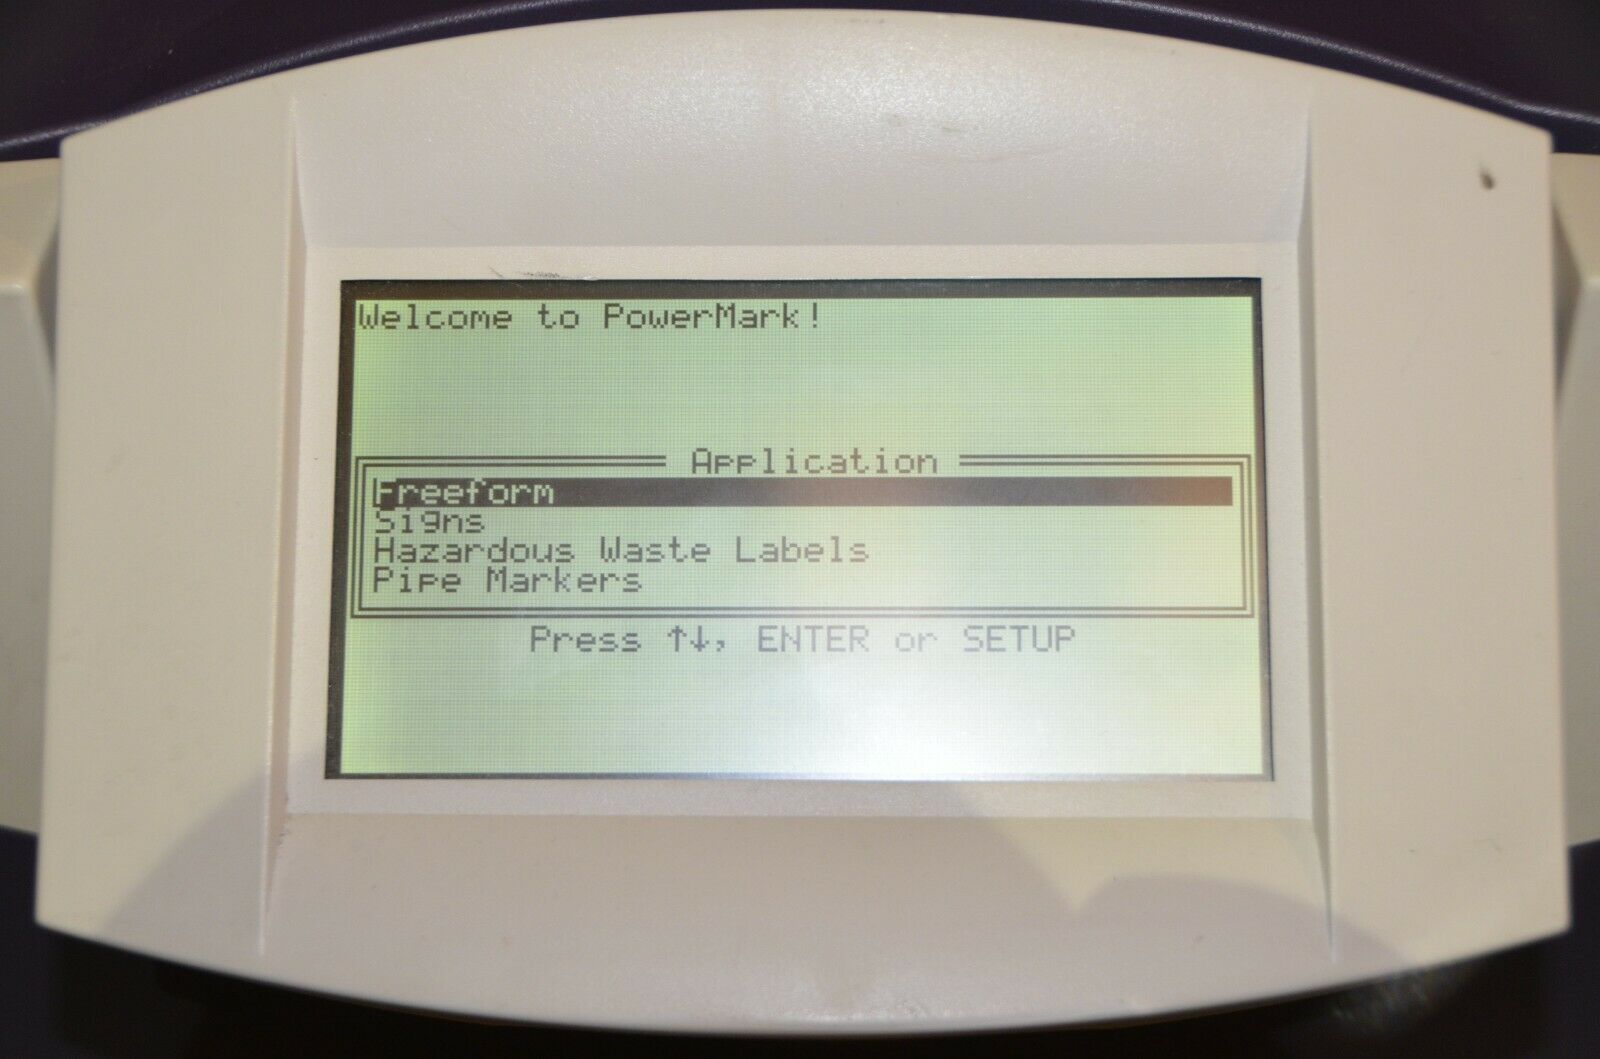 Welcome to PowerMark!
Application
Freeform
Signs
Hazardous Waste Labels
Pipe Markers
Press ↑↓, ENTER or SETUP